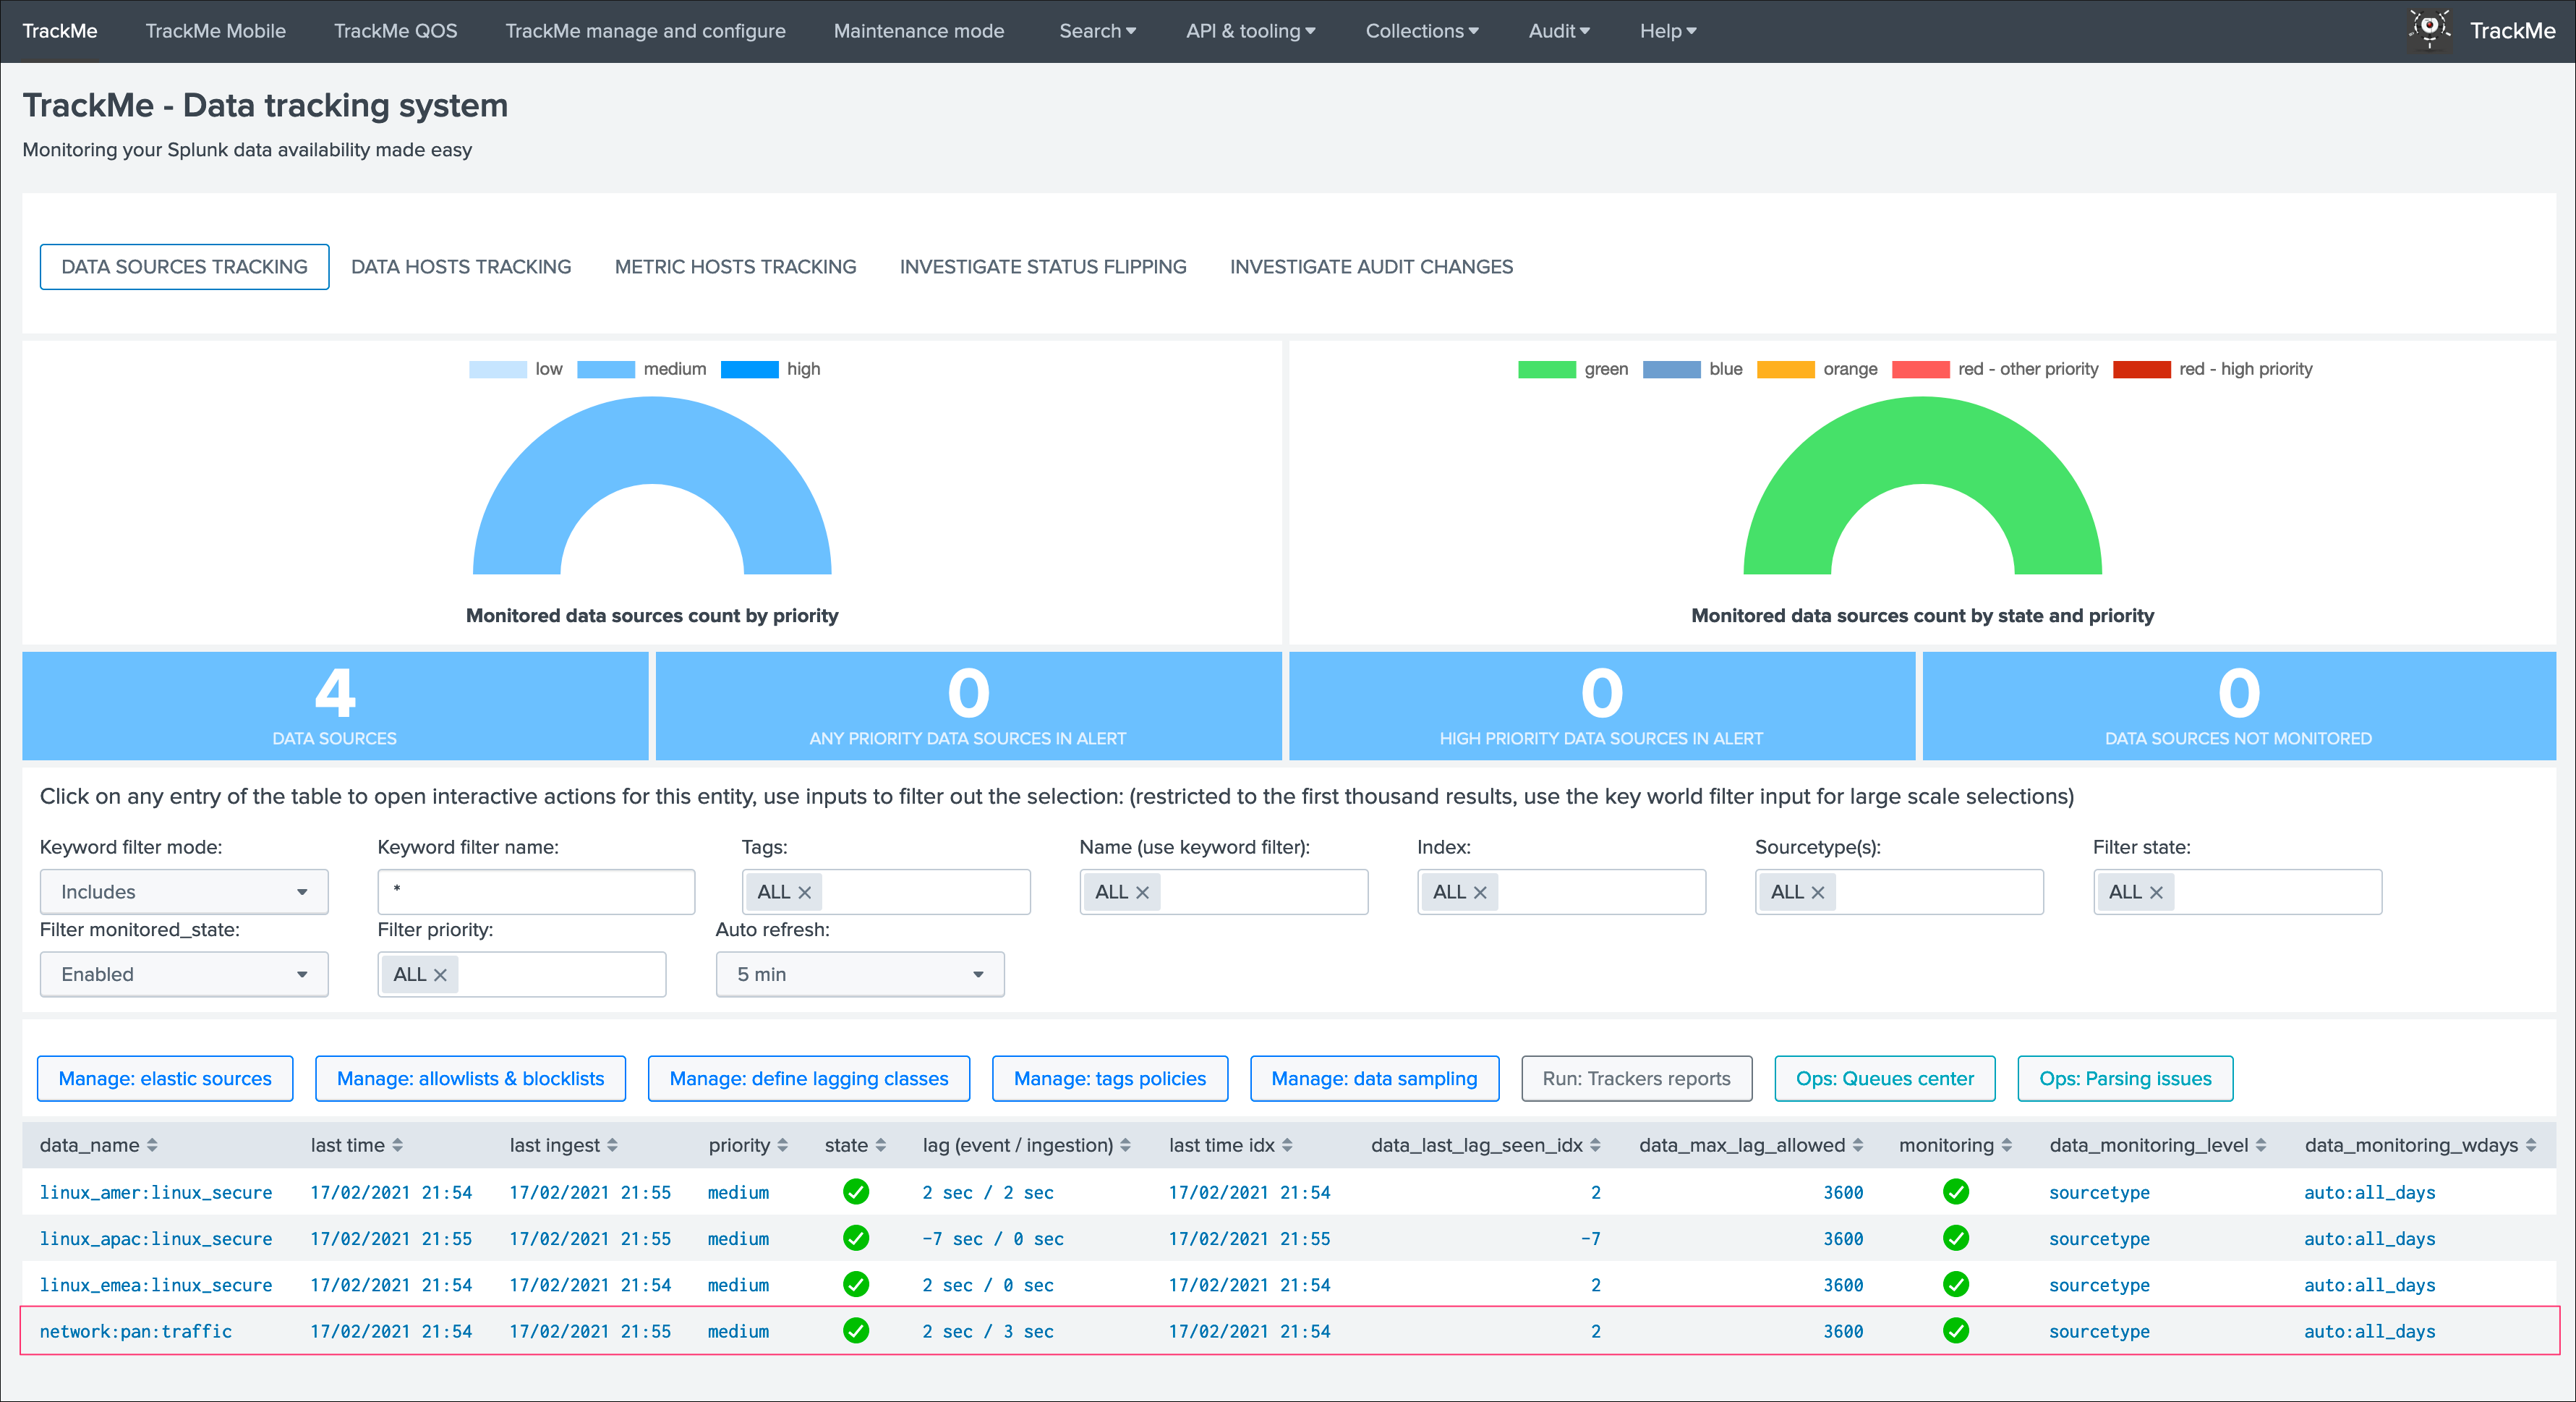 TrackMe TrackMe Mobile TrackMe QOS TrackMe manage and configure Maintenance mode Search API & tooling Collections Audit Help TrackMe
TrackMe - Data tracking system
Monitoring your Splunk data availability made easy
DATA SOURCES TRACKING DATA HOSTS TRACKING METRIC HOSTS TRACKING INVESTIGATE STATUS FLIPPING INVESTIGATE AUDIT CHANGES
low medium high
green blue orange red - other priority red - high priority
Monitored data sources count by priority
Monitored data sources count by state and priority
4 0 0 0
DATA SOURCES ANY PRIORITY DATA SOURCES IN ALERT HIGH PRIORITY DATA SOURCES IN ALERT DATA SOURCES NOT MONITORED
Click on any entry of the table to open interactive actions for this entity, use inputs to filter out the selection: (restricted to the first thousand results, use the key world filter input for large scale selections)
Keyword filter mode: Keyword filter name: Tags: Name (use keyword filter): Index: Sourcetype(s): Filter state:
Includes * ALL ALL ALL ALL ALL
Filter monitored_state: Filter priority: Auto refresh:
Enabled ALL 5 min
Manage: elastic sources Manage: allowlists & blocklists Manage: define lagging classes Manage: tags policies Manage: data sampling Run: Trackers reports Ops: Queues center Ops: Parsing issues
data_name last time last ingest priority state lag (event / ingestion) last time idx data_last_lag_seen_idx data_max_lag_allowed monitoring data_monitoring_level data_monitoring_wdays
linux_amer:linux_secure 17/02/2021 21:54 17/02/2021 21:55 medium 2 sec / 2 sec 17/02/2021 21:54 2 3600 sourcetype auto:all_days
linux_apac:linux_secure 17/02/2021 21:55 17/02/2021 21:55 medium -7 sec / 0 sec 17/02/2021 21:55 -7 3600 sourcetype auto:all_days
linux_emea:linux_secure 17/02/2021 21:54 17/02/2021 21:54 medium 2 sec / 0 sec 17/02/2021 21:54 2 3600 sourcetype auto:all_days
network:pan:traffic 17/02/2021 21:54 17/02/2021 21:55 medium 2 sec / 3 sec 17/02/2021 21:54 2 3600 sourcetype auto:all_days